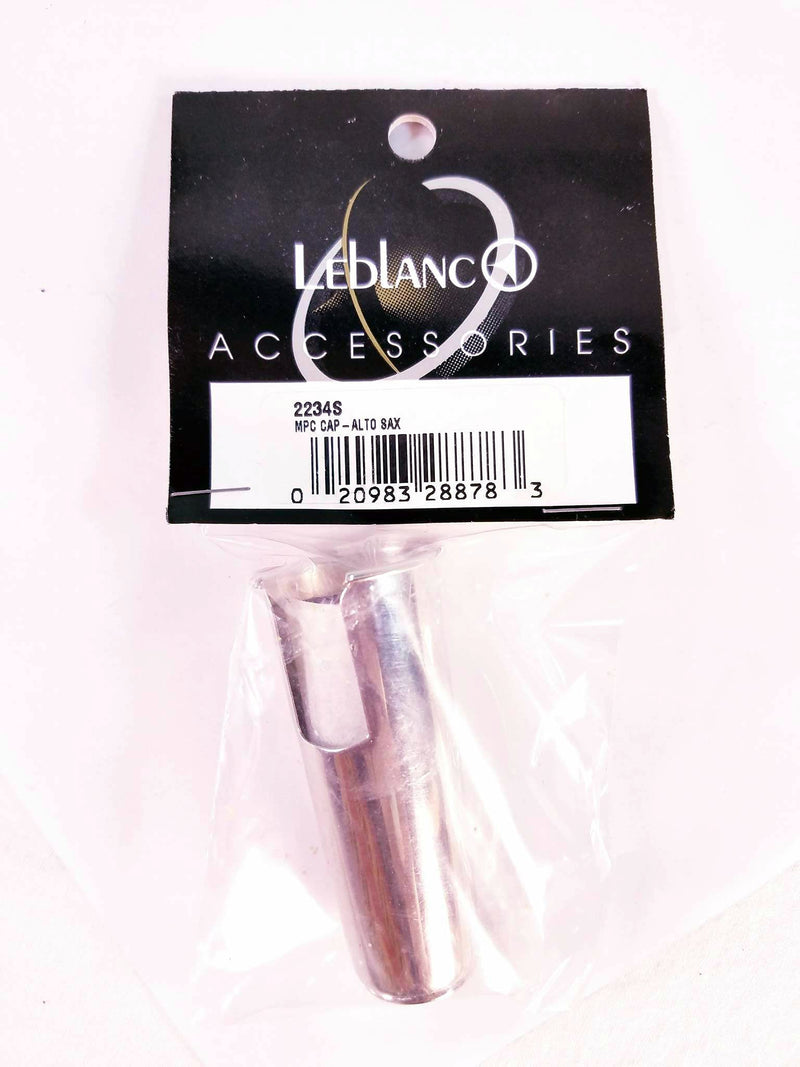 Leblanc
ACCESSORIES
2234S
MPC CAP-ALTO SAX
0 20983 28878 3